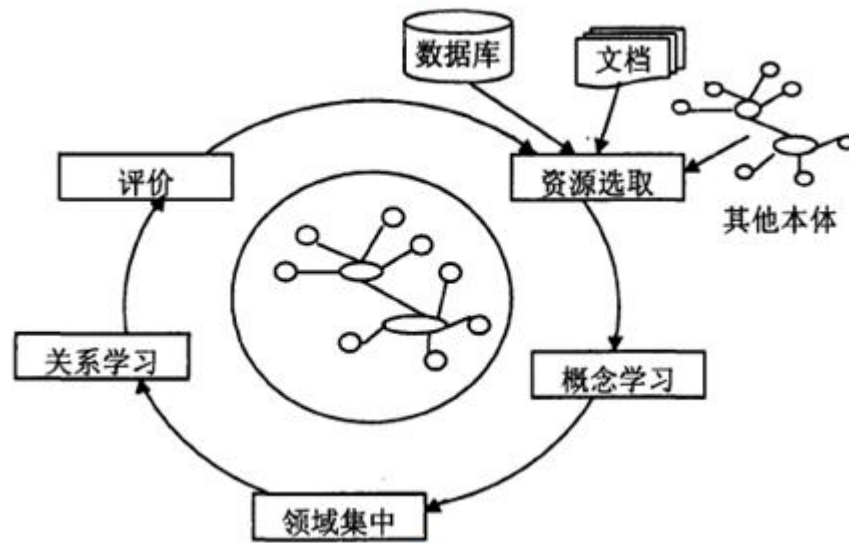 数据库
文档
评价
资源选取
其他本体
关系学习
概念学习
领域集中